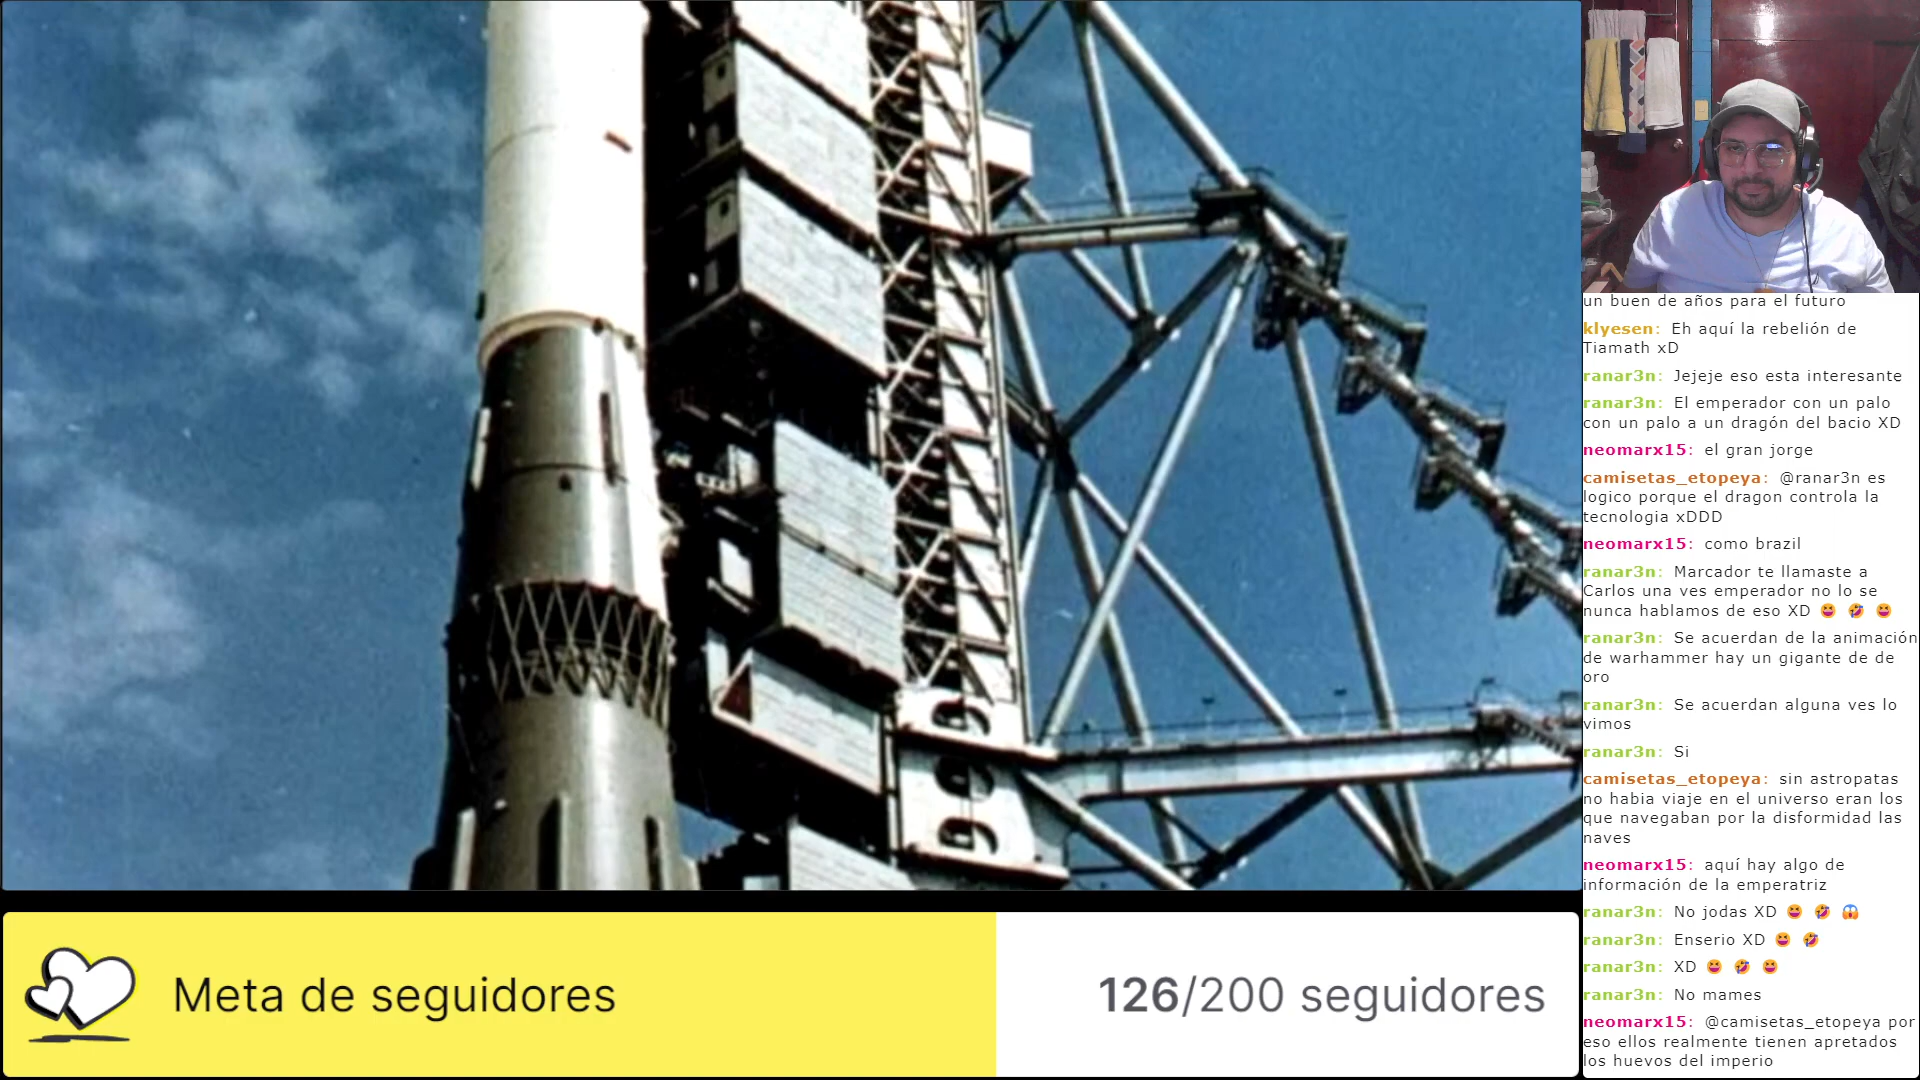 un buen de años para el futuro
klyesen: Eh aquí la rebelión de
Tiamath xD
ranar3n: Jejeje eso esta interesante
ranar3n: El emperador con un palo
con un palo a un dragón del bacio XD
neomarx15: el gran jorge
camisetas_etopeya: @ranar3n es
logico porque el dragon controla la
tecnologia xDDD
neomarx15: como brazil
ranar3n: Marcador te llamaste a
Carlos una ves emperador no lo se
nunca hablamos de eso XD 😆 🤣 😆
ranar3n: Se acuerdan de la animación
de warhammer hay un gigante de de
oro
ranar3n: Se acuerdan alguna ves lo
vimos
ranar3n: Si
camisetas_etopeya: sin astropatas
no habia viaje en el universo eran los
que navegaban por la disformidad las
naves
neomarx15: aquí hay algo de
información de la emperatriz
ranar3n: No jodas XD 😆 🤣 😱
ranar3n: Enserio XD 😆 🤣
ranar3n: XD 😆 🤣 😆
ranar3n: No mames
neomarx15: @camisetas_etopeya por
eso ellos realmente tienen apretados
los huevos del imperio
Meta de seguidores
126/200 seguidores